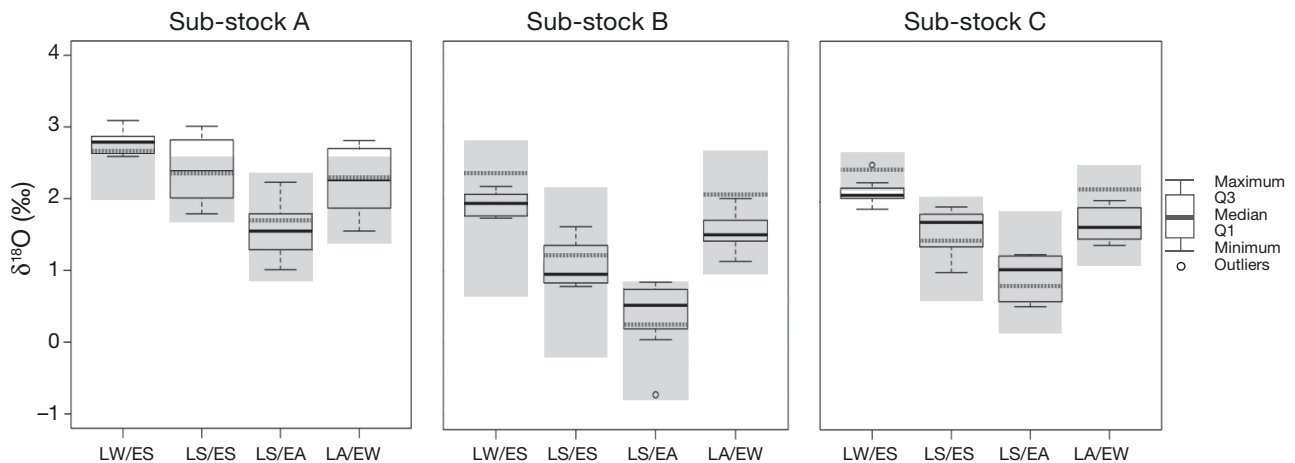 Sub-stock A
Sub-stock B
Sub-stock C
δ18O (‰)
4
3
2
1
0
–1
LW/ES
LS/ES
LS/EA
LA/EW
LW/ES
LS/ES
LS/EA
LA/EW
LW/ES
LS/ES
LS/EA
LA/EW
Maximum
Q3
Median
Q1
Minimum
Outliers